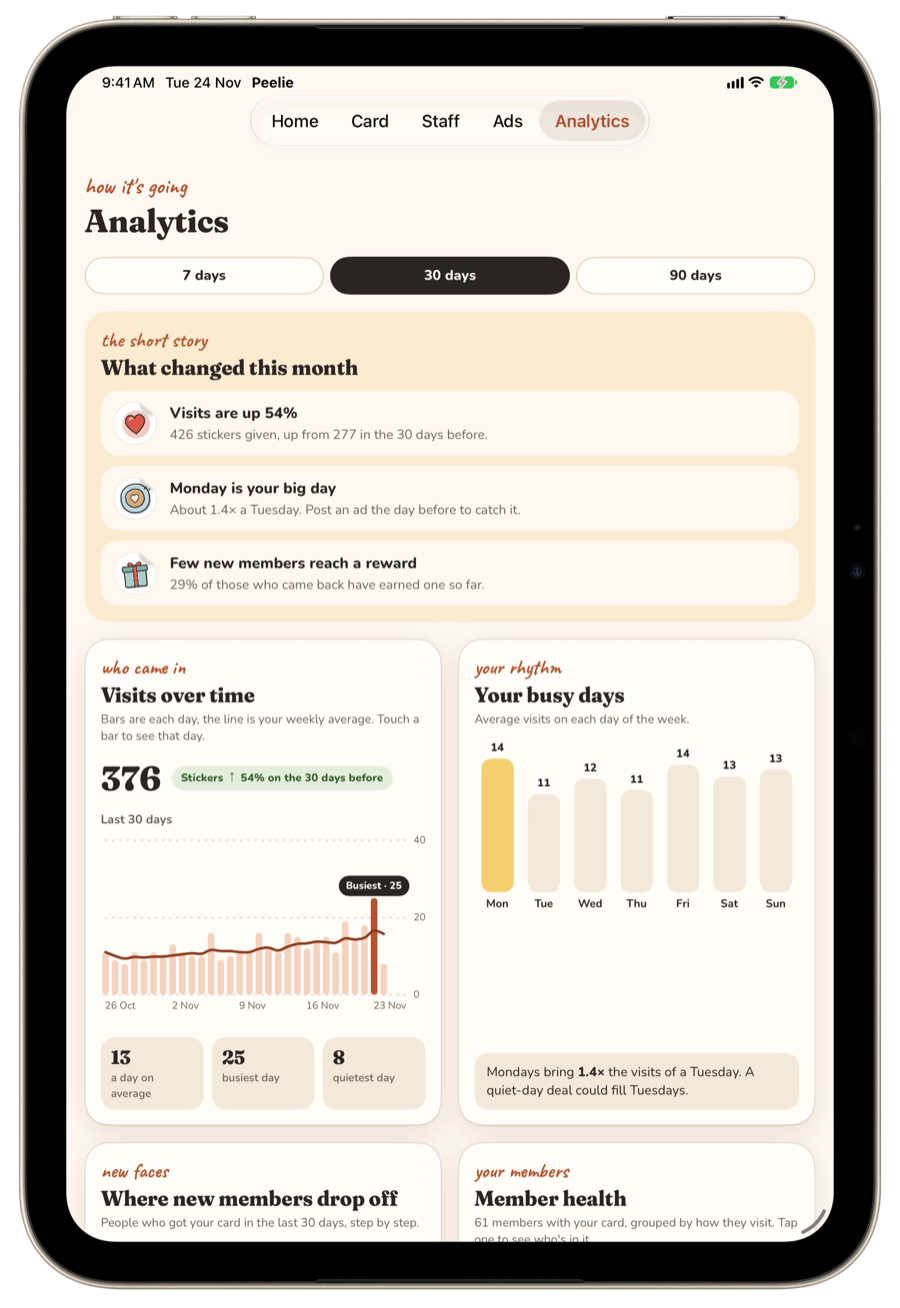 9:41 AM Tue 24 Nov Peelie
Home Card Staff Ads Analytics
how it's going
Analytics
7 days 30 days 90 days
the short story
What changed this month
Visits are up 54%
426 stickers given, up from 277 in the 30 days before.
Monday is your big day
About 1.4× a Tuesday. Post an ad the day before to catch it.
Few new members reach a reward
29% of those who came back have earned one so far.
who came in
Visits over time
Bars are each day, the line is your weekly average. Touch a
bar to see that day.
376 Stickers ↑ 54% on the 30 days before
Last 30 days
40
Busiest · 25
20
0
26 Oct 2 Nov 9 Nov 16 Nov 23 Nov
13
a day on
average
25
busiest day
8
quietest day
your rhythm
Your busy days
Average visits on each day of the week.
14 11 12 11 14 13 13
Mon Tue Wed Thu Fri Sat Sun
Mondays bring 1.4× the visits of a Tuesday. A
quiet-day deal could fill Tuesdays.
new faces
Where new members drop off
People who got your card in the last 30 days, step by step.
your members
Member health
61 members with your card, grouped by how they visit. Tap
one to see who's in it